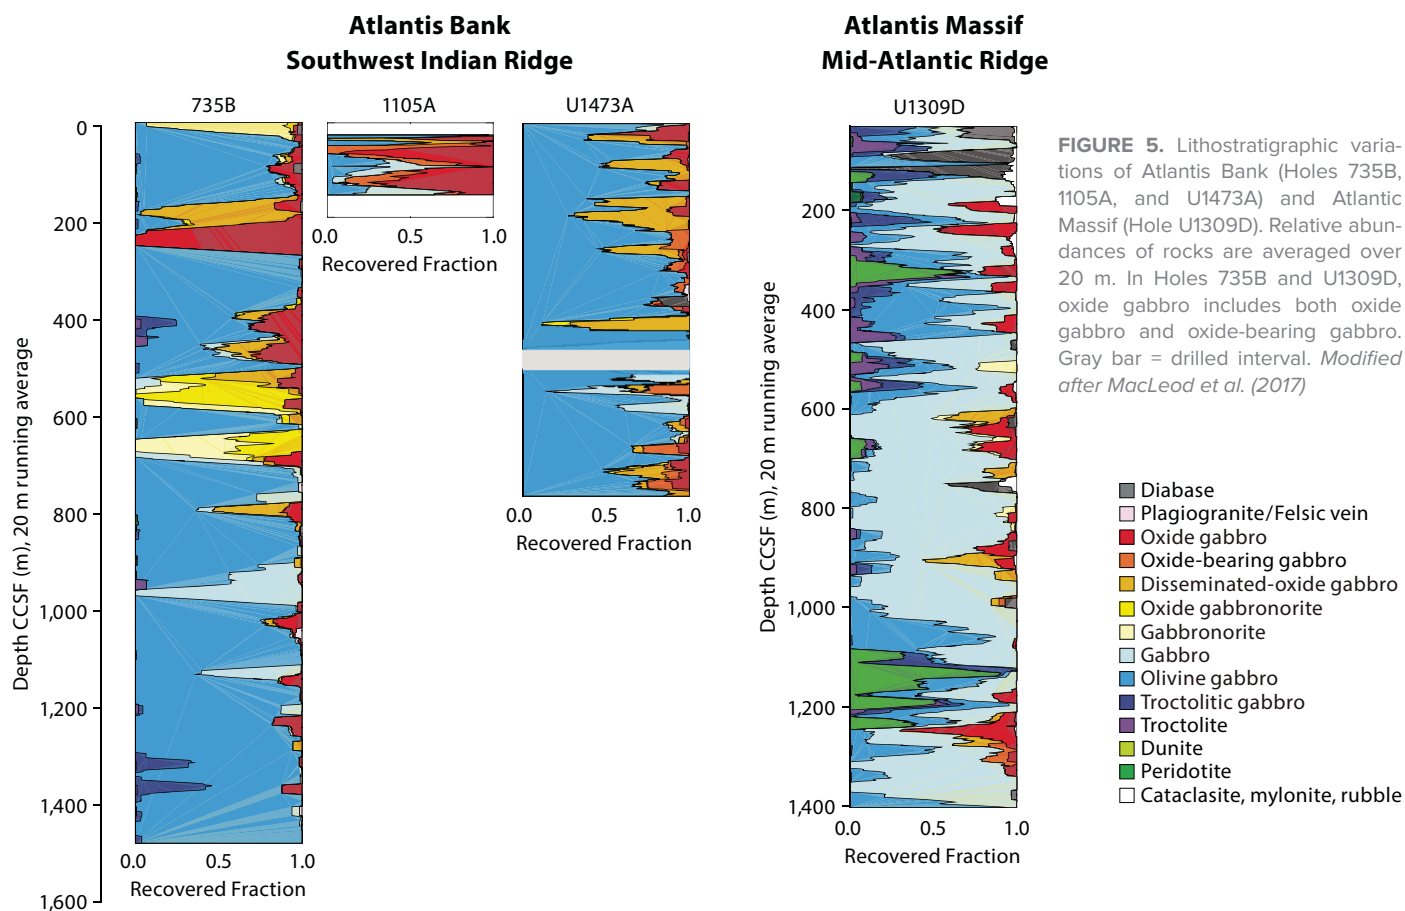 Atlantis Bank
Southwest Indian Ridge
Atlantis Massif
Mid-Atlantic Ridge
735B
1105A
U1473A
U1309D
0
200
400
600
800
1,000
1,200
1,400
1,600
Depth CCSF (m), 20 m running average
0.0 0.5 1.0
Recovered Fraction
0.0 0.5 1.0
Recovered Fraction
0.0 0.5 1.0
Recovered Fraction
200
400
600
800
1,000
1,200
1,400
Depth CCSF (m), 20 m running average
0.0 0.5 1.0
Recovered Fraction
FIGURE 5. Lithostratigraphic varia-
tions of Atlantis Bank (Holes 735B,
1105A, and U1473A) and Atlantic
Massif (Hole U1309D). Relative abun-
dances of rocks are averaged over
20 m. In Holes 735B and U1309D,
oxide gabbro includes both oxide
gabbro and oxide-bearing gabbro.
Gray bar = drilled interval. Modified
after MacLeod et al. (2017)
Diabase
Plagiogranite/Felsic vein
Oxide gabbro
Oxide-bearing gabbro
Disseminated-oxide gabbro
Oxide gabbronorite
Gabbronorite
Gabbro
Olivine gabbro
Troctolitic gabbro
Troctolite
Dunite
Peridotite
Cataclasite, mylonite, rubble